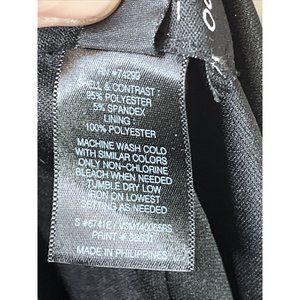 RN #74299
SELL & CONTRAST :
95% POLYESTER
5% SPANDEX
LINING :
100% POLYESTER
MACHINE WASH COLD
WITH SIMILAR COLORS
ONLY NON-CHLORINE
BLEACH WHEN NEEDED
TUMBLE DRY LOW
IRON ON LOWEST
SETTING AS NEEDED
MADE IN PHILIPPINES